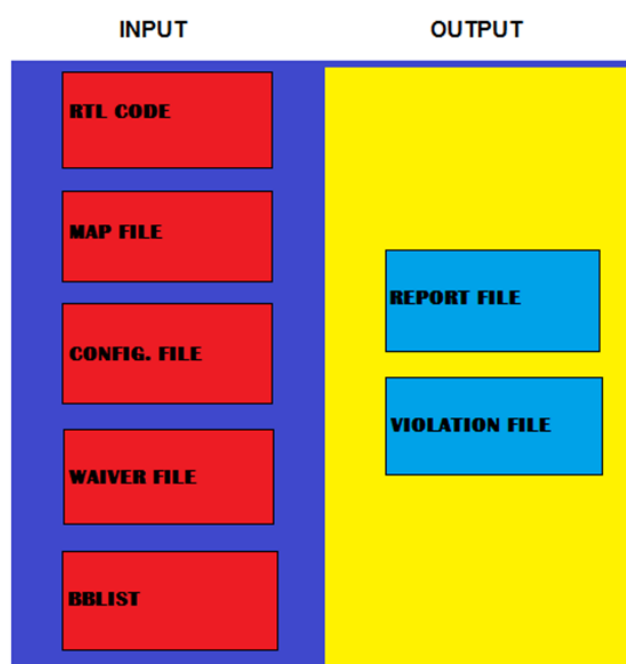 INPUT
OUTPUT
RTL CODE
MAP FILE
CONFIG. FILE
WAIVER FILE
BBLIST
REPORT FILE
VIOLATION FILE